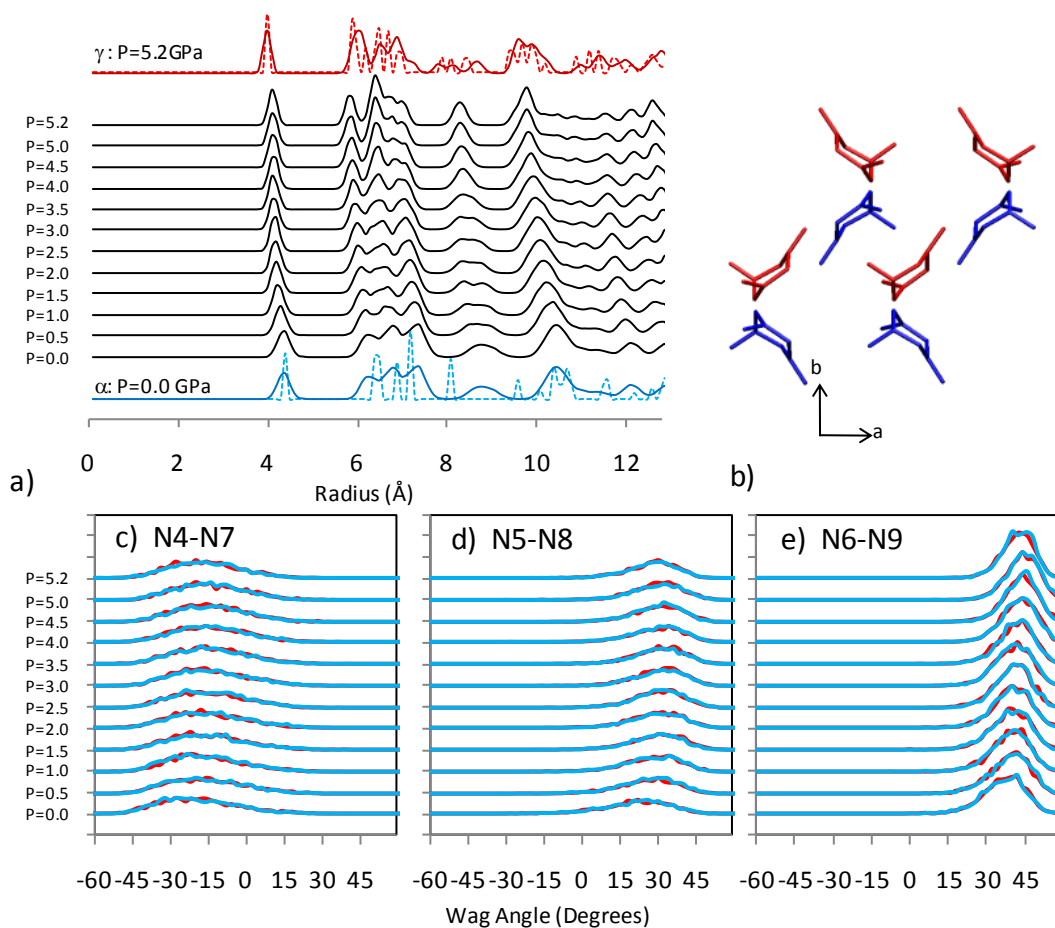 γ: P=5.2GPa
P=5.2
P=5.0
P=4.5
P=4.0
P=3.5
P=3.0
P=2.5
P=2.0
P=1.5
P=1.0
P=0.5
P=0.0
α: P=0.0 GPa
0 2 4 6 8 10 12
Radius (Å)
a)
b
a
b)
c) N4-N7
d) N5-N8
e) N6-N9
P=5.2
P=5.0
P=4.5
P=4.0
P=3.5
P=3.0
P=2.5
P=2.0
P=1.5
P=1.0
P=0.5
P=0.0
-60 -45 -30 -15 0 15 30 45
-60 -45 -30 -15 0 15 30 45
-60 -45 -30 -15 0 15 30 45
Wag Angle (Degrees)